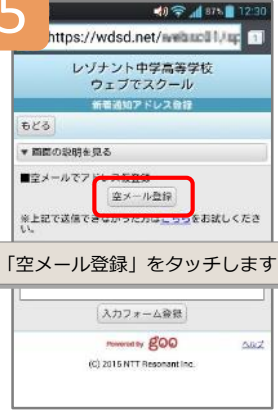 5
87% 12:30
https://wdsd.net/
1
レゾナント中学高等学校
ウェブでスクール
新着通知アドレス登録
もどる
▼ 画面の説明を見る
■空メールでアドレス仮登録
空メール登録
※上記で送信できなかった方はこちらをお試しくださ
い。
「空メール登録」をタッチします
入力フォーム登録
Powered by goo
ヘルプ
(C) 2015 NTT Resonant Inc.